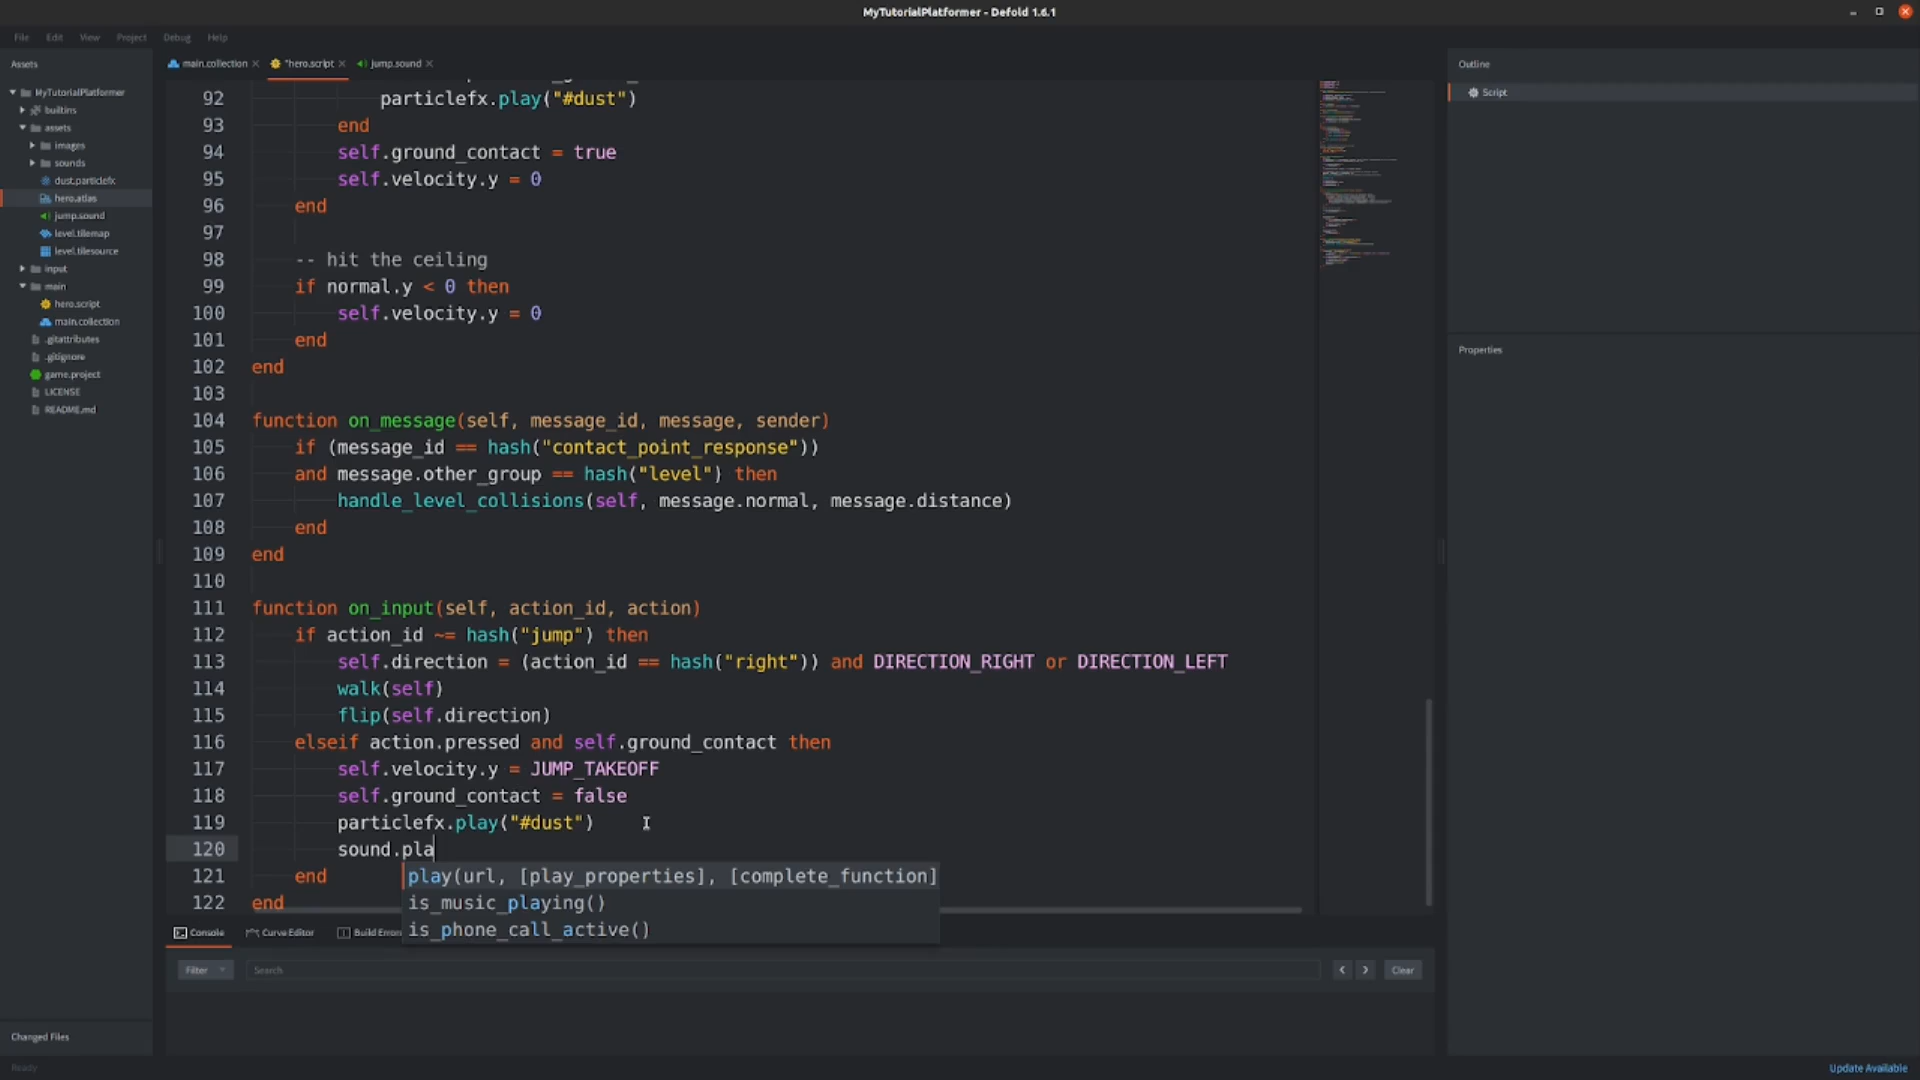 MyTutorialPlatformer - Defold 1.6.1
File Edit View Project Debug Help
Assets
MyTutorialPlatformer
builtins
assets
images
sounds
dust.particlefx
hero.atlas
jump.sound
level.tilemap
level.tilesource
input
main
hero.script
main.collection
.gitattributes
.gitignore
game.project
LICENSE
README.md
Changed Files
Ready
main.collection *hero.script jump.sound
92 particlefx.play("#dust")
93 end
94 self.ground_contact = true
95 self.velocity.y = 0
96 end
97
98 -- hit the ceiling
99 if normal.y < 0 then
100 self.velocity.y = 0
101 end
102 end
103
104 function on_message(self, message_id, message, sender)
105 if (message_id == hash("contact_point_response"))
106 and message.other_group == hash("level") then
107 handle_level_collisions(self, message.normal, message.distance)
108 end
109 end
110
111 function on_input(self, action_id, action)
112 if action_id ~= hash("jump") then
113 self.direction = (action_id == hash("right")) and DIRECTION_RIGHT or DIRECTION_LEFT
114 walk(self)
115 flip(self.direction)
116 elseif action.pressed and self.ground_contact then
117 self.velocity.y = JUMP_TAKEOFF
118 self.ground_contact = false
119 particlefx.play("#dust")
120 sound.pla
121 end
122 end
play(url, [play_properties], [complete_function]
is_music_playing()
is_phone_call_active()
Console Curve Editor Build Errors
Filter Search Clear
Outline
Script
Properties
Update Available